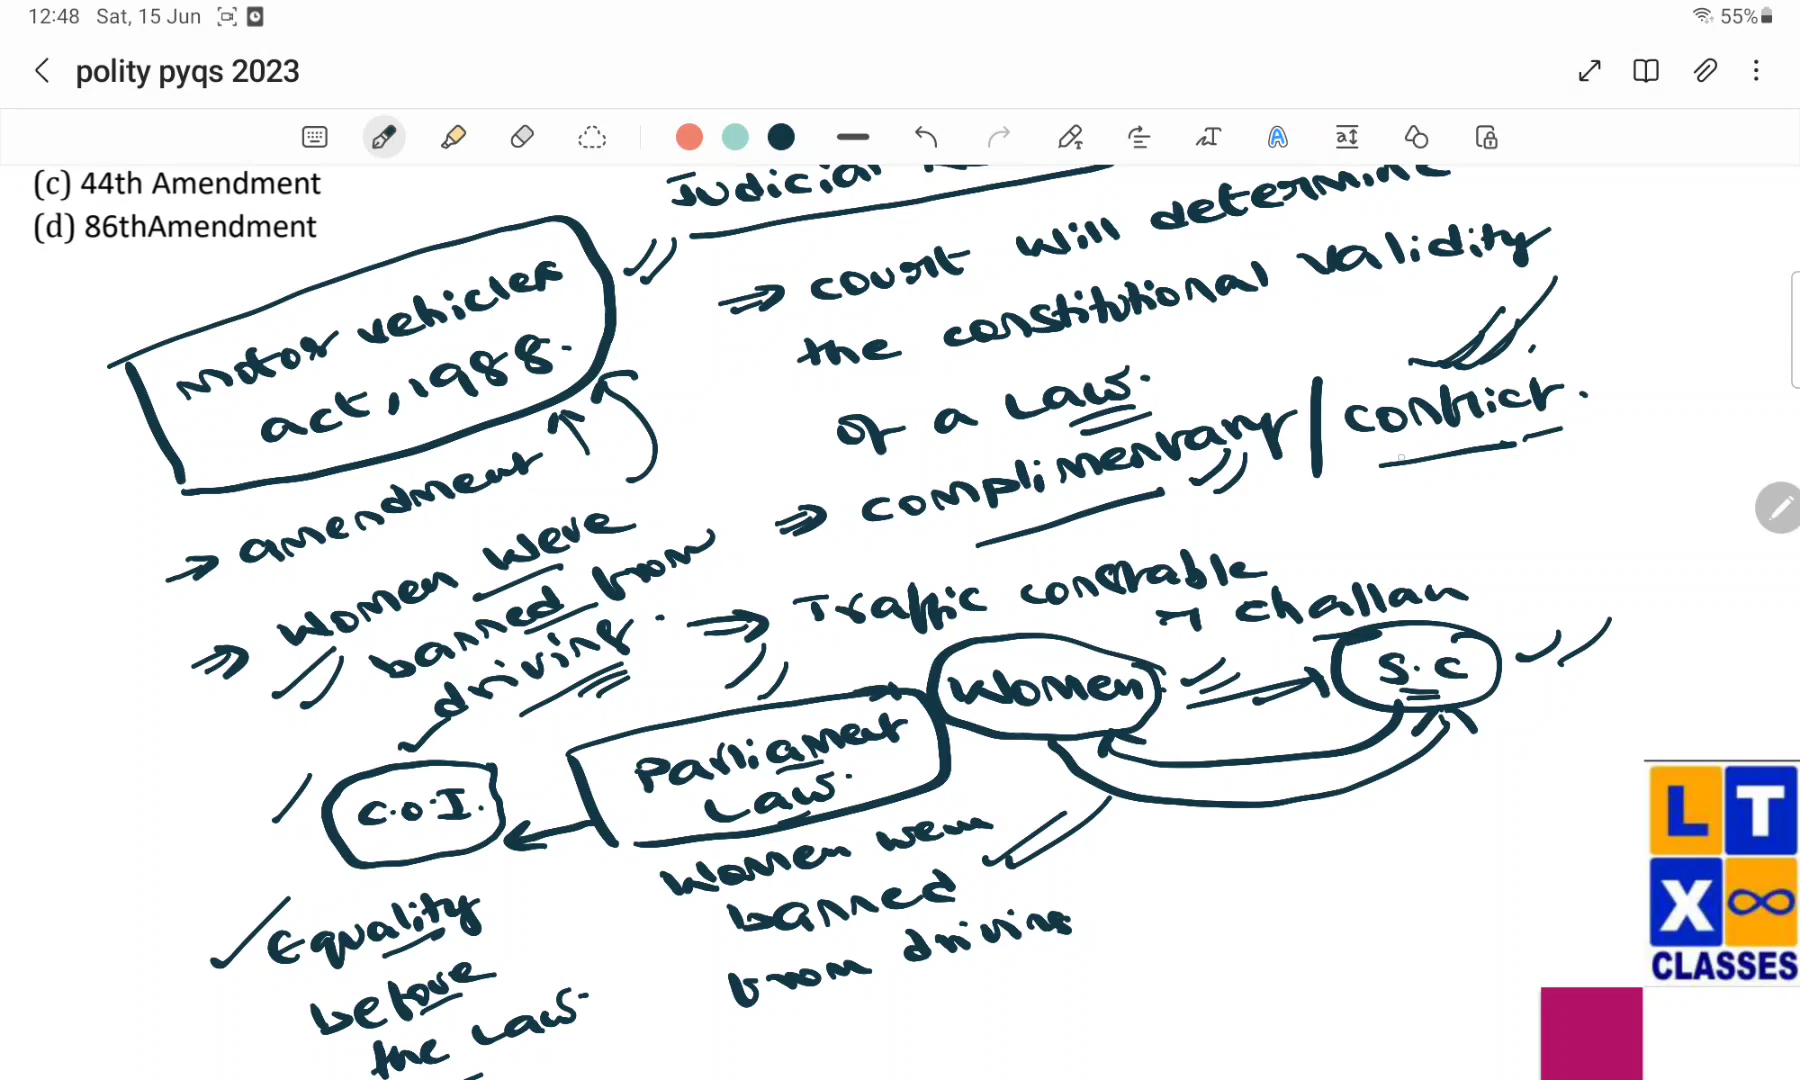 12:48 Sat, 15 Jun
55%
polity pyqs 2023
(c) 44th Amendment
(d) 86thAmendment
Judicial
⇒ court will determine
the constitutional validity
of a Law.
⇒ complimentary / conflict.
Motor vehicles
act, 1988.
→ amendment
⇒ Women were
banned from
driving.
⇒ Traffic constable
→ challan
Women
S.C
Parliament
Law.
C.O.I.
Women were
banned
from driving
Equality
before
the Law.
L T
X ∞
CLASSES